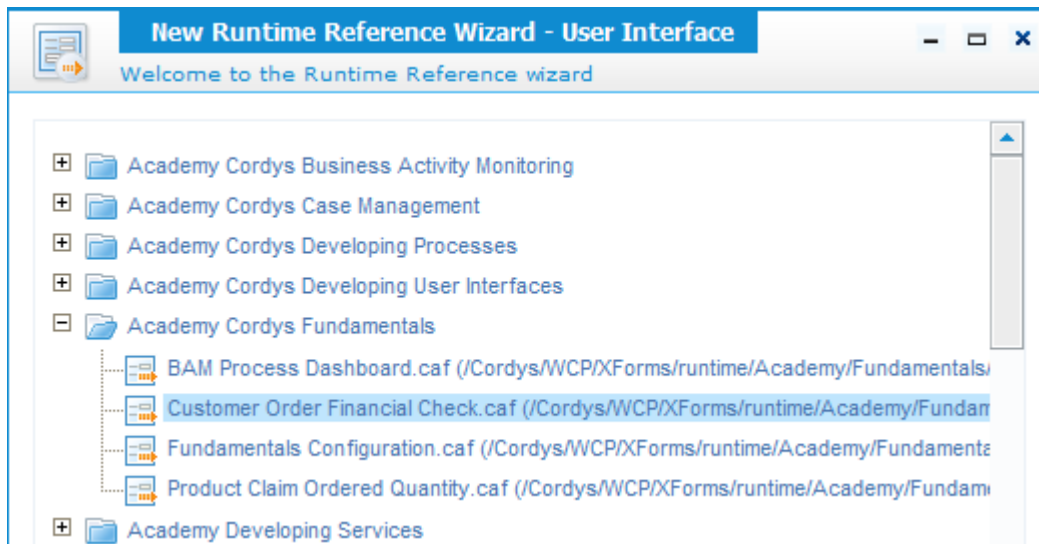 New Runtime Reference Wizard - User Interface
Welcome to the Runtime Reference wizard
Academy Cordys Business Activity Monitoring
Academy Cordys Case Management
Academy Cordys Developing Processes
Academy Cordys Developing User Interfaces
Academy Cordys Fundamentals
BAM Process Dashboard.caf (/Cordys/WCP/XForms/runtime/Academy/Fundamentals/
Customer Order Financial Check.caf (/Cordys/WCP/XForms/runtime/Academy/Fundam
Fundamentals Configuration.caf (/Cordys/WCP/XForms/runtime/Academy/Fundamenta
Product Claim Ordered Quantity.caf (/Cordys/WCP/XForms/runtime/Academy/Fundam
Academy Developing Services